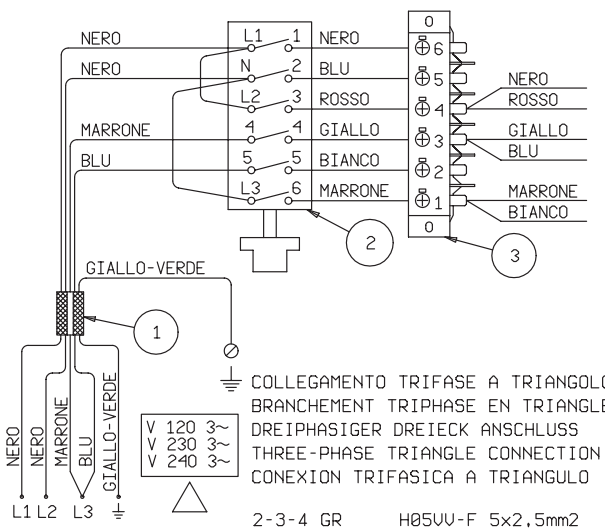 NERO L1 1 NERO 0
6
NERO N 2 BLU 5 NERO
L2 3 ROSSO 4 ROSSO
MARRONE 4 4 GIALLO 3 GIALLO
BLU
BLU 5 5 BIANCO 2
L3 6 MARRONE 1 MARRONE
BIANCO
0
2
3
GIALLO-VERDE
1
NERO
NERO
MARRONE
BLU
GIALLO-VERDE
L1 L2 L3
V 120 3~
V 230 3~
V 240 3~
COLLEGAMENTO TRIFASE A TRIANGOLO
BRANCHEMENT TRIPHASE EN TRIANGLE
DREIPHASIGER DREIECK ANSCHLUSS
THREE-PHASE TRIANGLE CONNECTION
CONEXION TRIFASICA A TRIANGULO
2-3-4 GR H05VV-F 5x2,5mm2